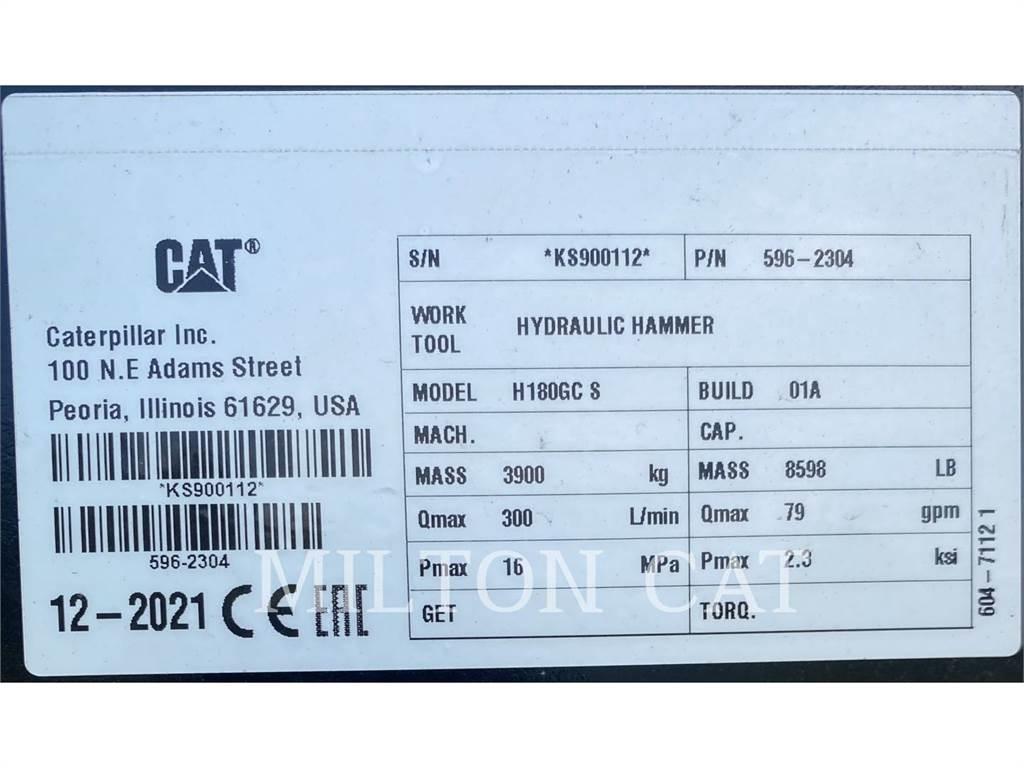 CAT®
Caterpillar Inc.
100 N.E Adams Street
Peoria, Illinois 61629, USA
*KS900112*
596-2304
12-2021 CE EAC
S/N *KS900112* P/N 596-2304
WORK TOOL HYDRAULIC HAMMER
MODEL H180GC S BUILD 01A
MACH. CAP.
MASS 3900 kg MASS 8598 LB
Qmax 300 L/min Qmax 79 gpm
Pmax 16 MPa Pmax 2.3 ksi
GET TORQ.
604-7112 1
MILTON CAT